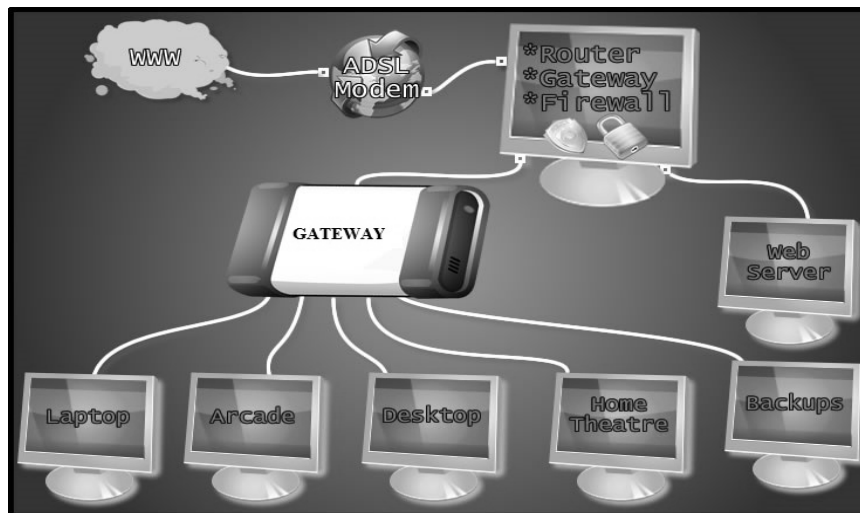 WWW
ADSL
Modem
*Router
*Gateway
*Firewall
GATEWAY
Web
Server
Laptop
Arcade
Desktop
Home
Theatre
Backups